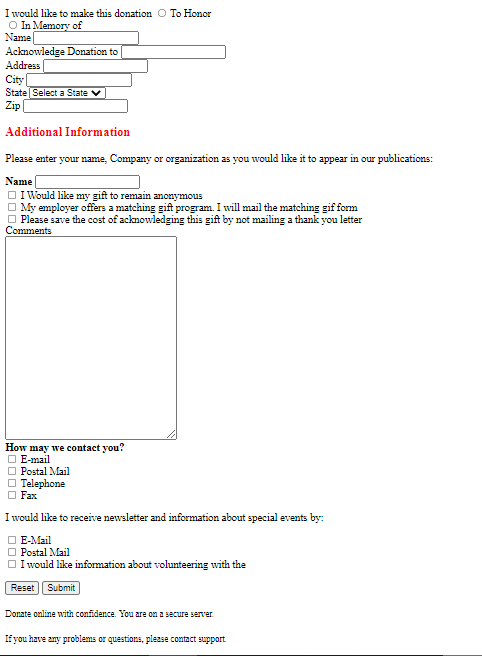 I would like to make this donation To Honor
In Memory of
Name
Acknowledge Donation to
Address
City
State Select a State
Zip
Additional Information
Please enter your name, Company or organization as you would like it to appear in our publications:
Name
I Would like my gift to remain anonymous
My employer offers a matching gift program. I will mail the matching gif form
Please save the cost of acknowledging this gift by not mailing a thank you letter
Comments
How may we contact you?
E-mail
Postal Mail
Telephone
Fax
I would like to receive newsletter and information about special events by:
E-Mail
Postal Mail
I would like information about volunteering with the
Reset Submit
Donate online with confidence. You are on a secure server.
If you have any problems or questions, please contact support.